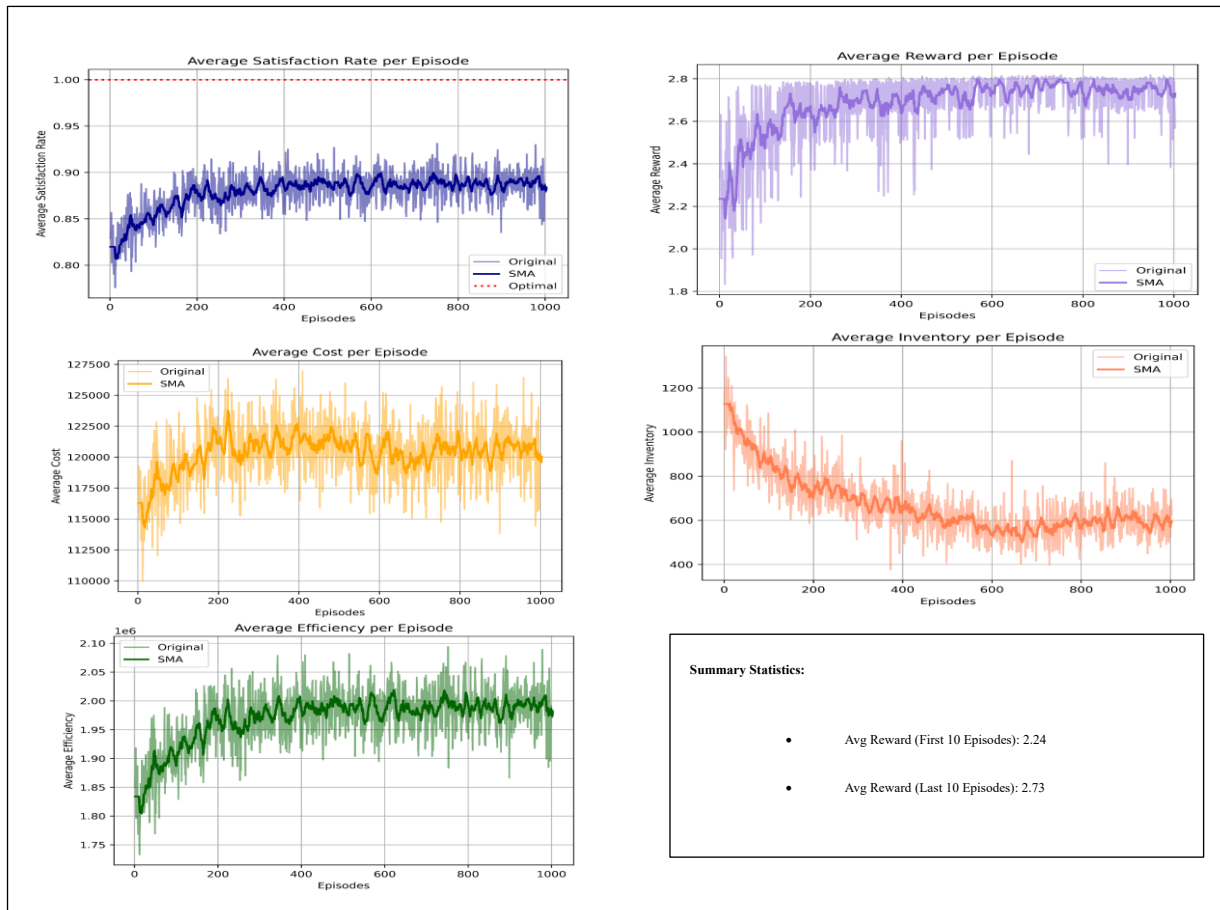 Average Satisfaction Rate per Episode
1.00
0.95
0.90
0.85
0.80
Average Satisfaction Rate
0
200
400
600
800
1000
Episodes
Original
SMA
Optimal
Average Reward per Episode
2.8
2.6
2.4
2.2
2.0
1.8
Average Reward
0
200
400
600
800
1000
Episodes
Original
SMA
Average Cost per Episode
127500
125000
122500
120000
117500
115000
112500
110000
Average Cost
0
200
400
600
800
1000
Episodes
Original
SMA
Average Inventory per Episode
1200
1000
800
600
400
Average Inventory
0
200
400
600
800
1000
Episodes
Original
SMA
Average Efficiency per Episode
1e6
2.10
2.05
2.00
1.95
1.90
1.85
1.80
1.75
Average Efficiency
0
200
400
600
800
1000
Episodes
Original
SMA
Summary Statistics:
• Avg Reward (First 10 Episodes): 2.24
• Avg Reward (Last 10 Episodes): 2.73